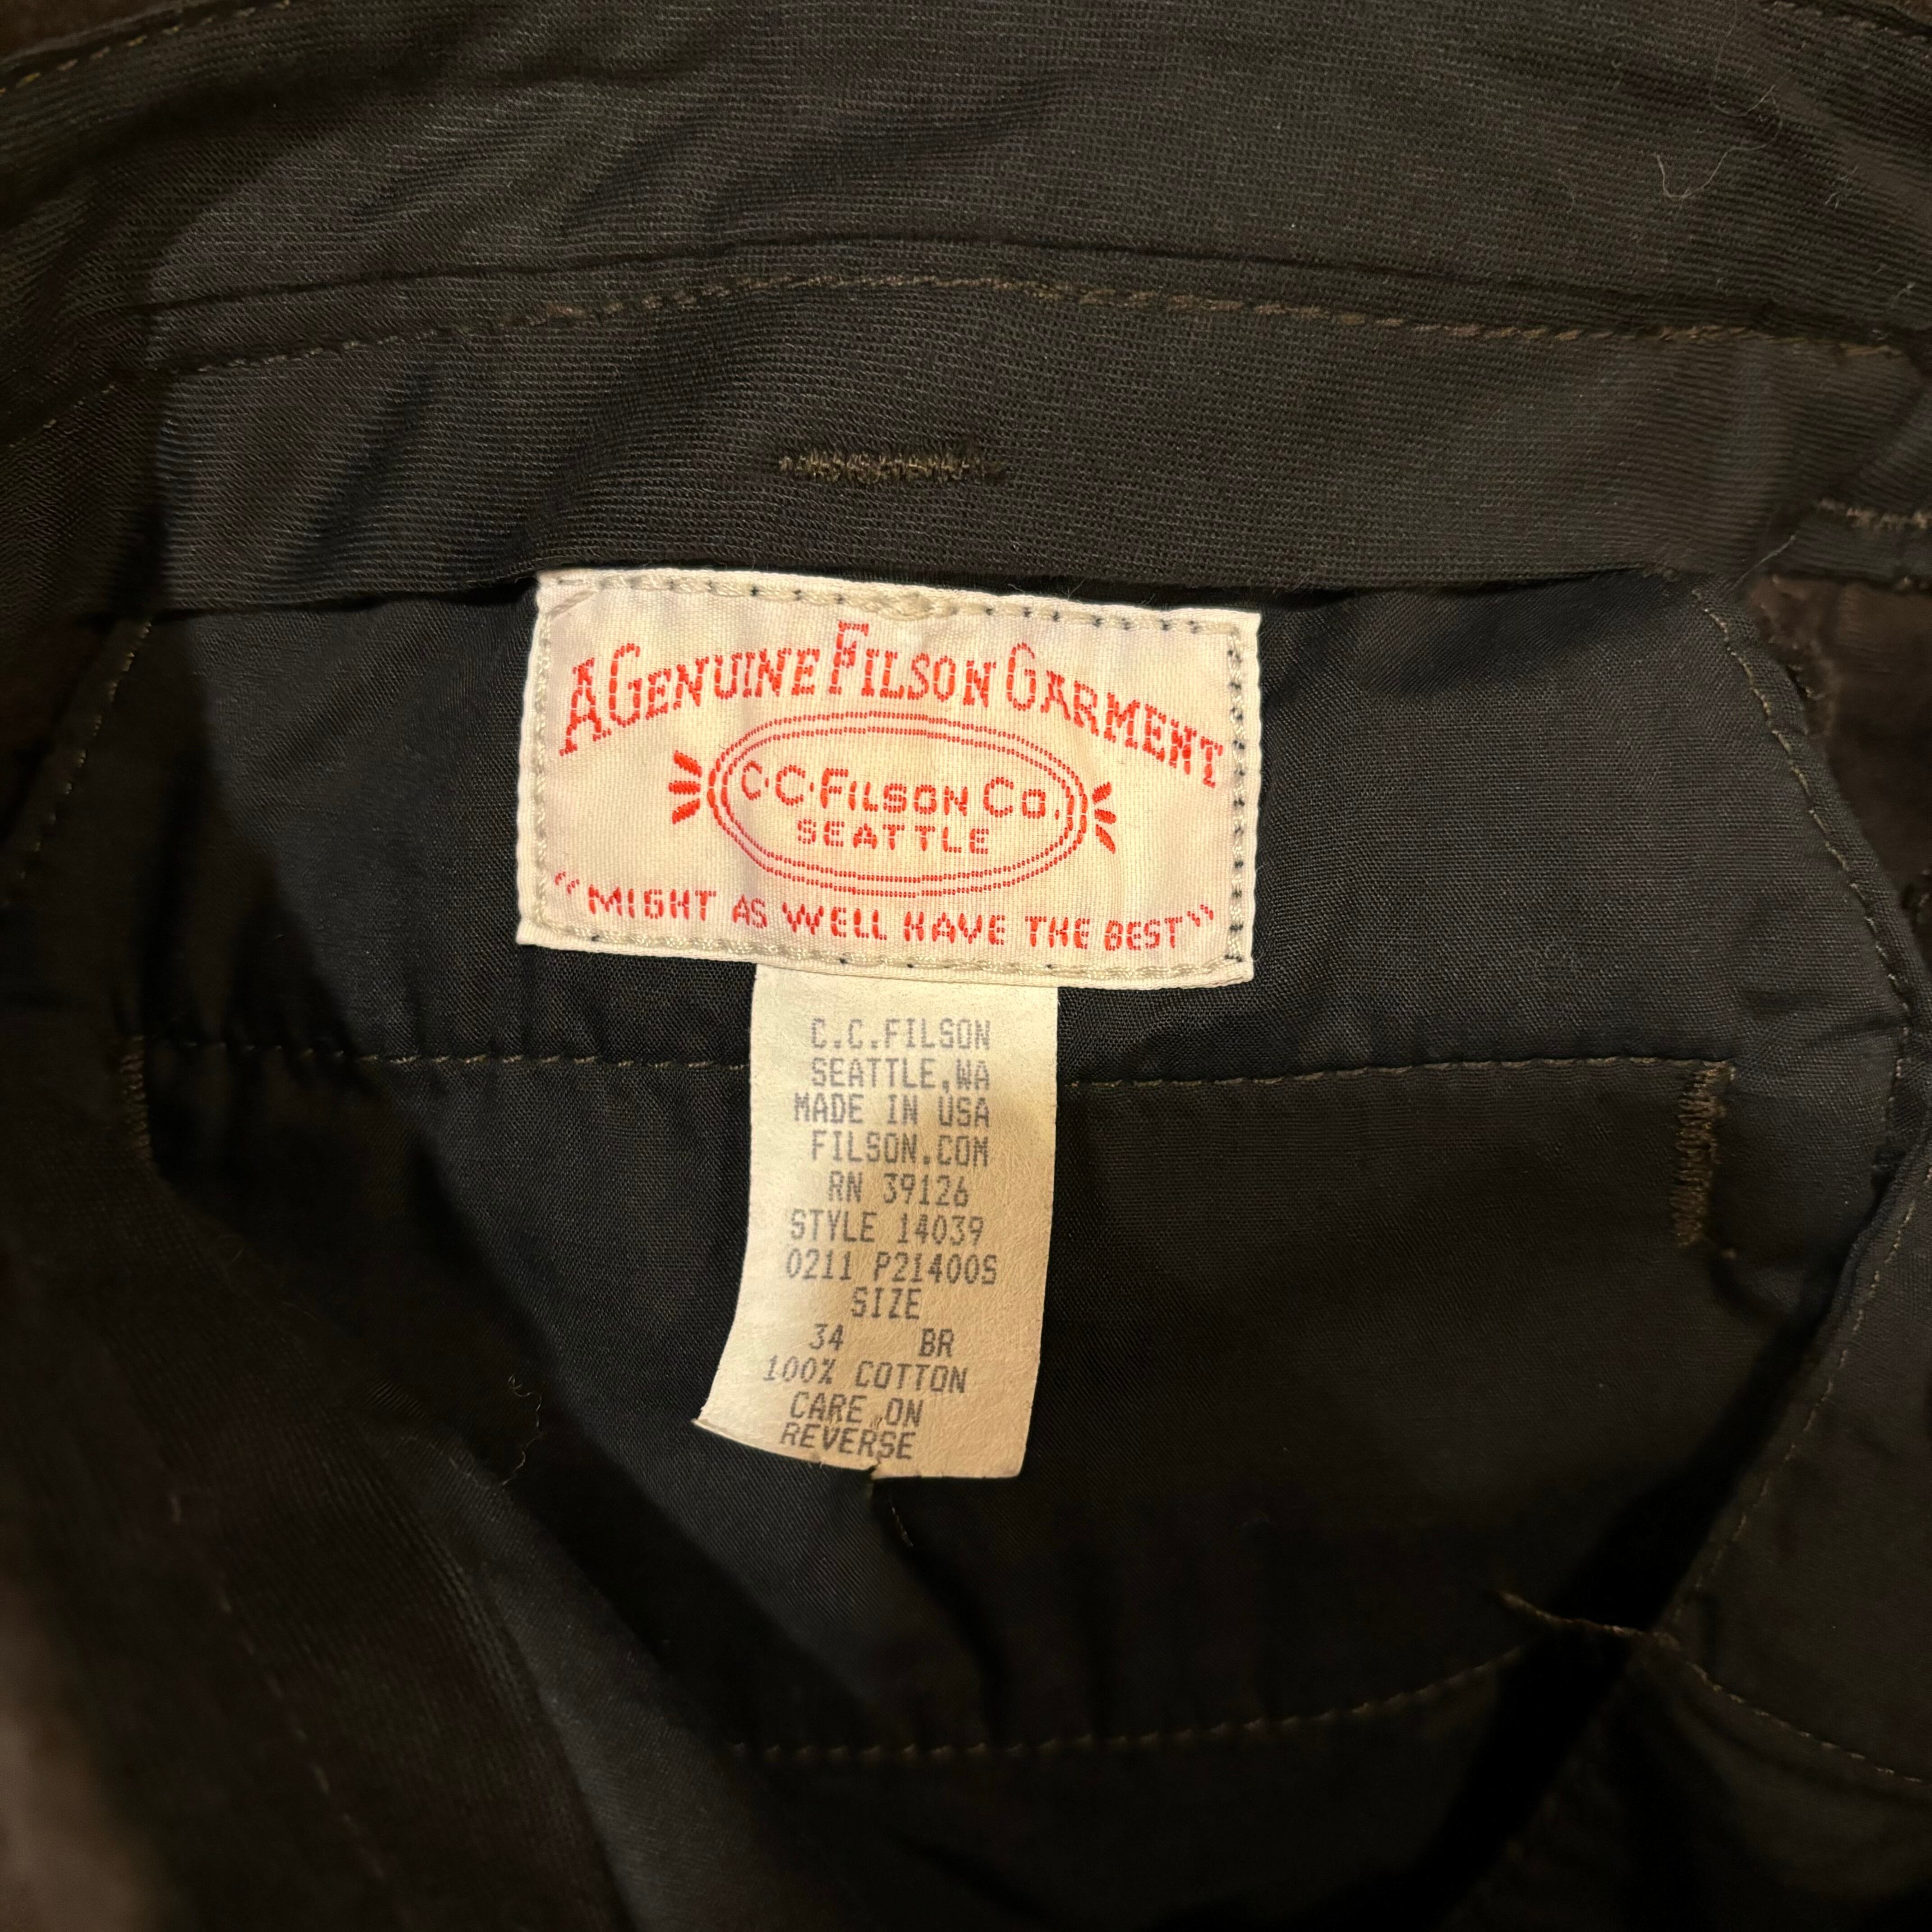 A GENUINE FILSON GARMENT
C·C·FILSON CO.
SEATTLE
"MIGHT AS WELL HAVE THE BEST"
C.C.FILSON
SEATTLE,WA
MADE IN USA
FILSON.COM
RN 39126
STYLE 14039
0211 P21400S
SIZE
34 BR
100% COTTON
CARE ON
REVERSE